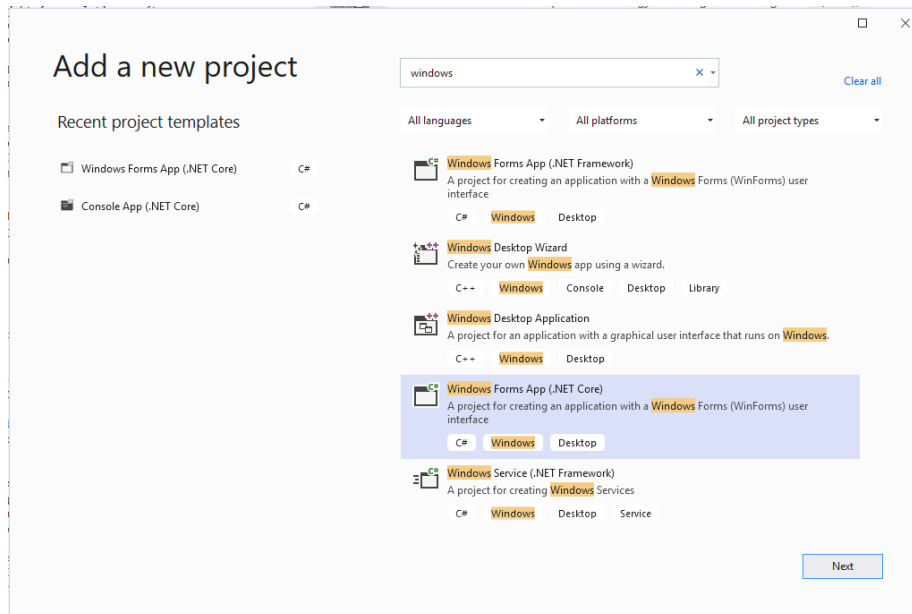 Add a new project
windows
Clear all
Recent project templates
All languages
All platforms
All project types
Windows Forms App (.NET Core)
C#
Console App (.NET Core)
C#
Windows Forms App (.NET Framework)
A project for creating an application with a Windows Forms (WinForms) user
interface
C# Windows Desktop
Windows Desktop Wizard
Create your own Windows app using a wizard.
C++ Windows Console Desktop Library
Windows Desktop Application
A project for an application with a graphical user interface that runs on Windows.
C++ Windows Desktop
Windows Forms App (.NET Core)
A project for creating an application with a Windows Forms (WinForms) user
interface
C# Windows Desktop
Windows Service (.NET Framework)
A project for creating Windows Services
C# Windows Desktop Service
Next